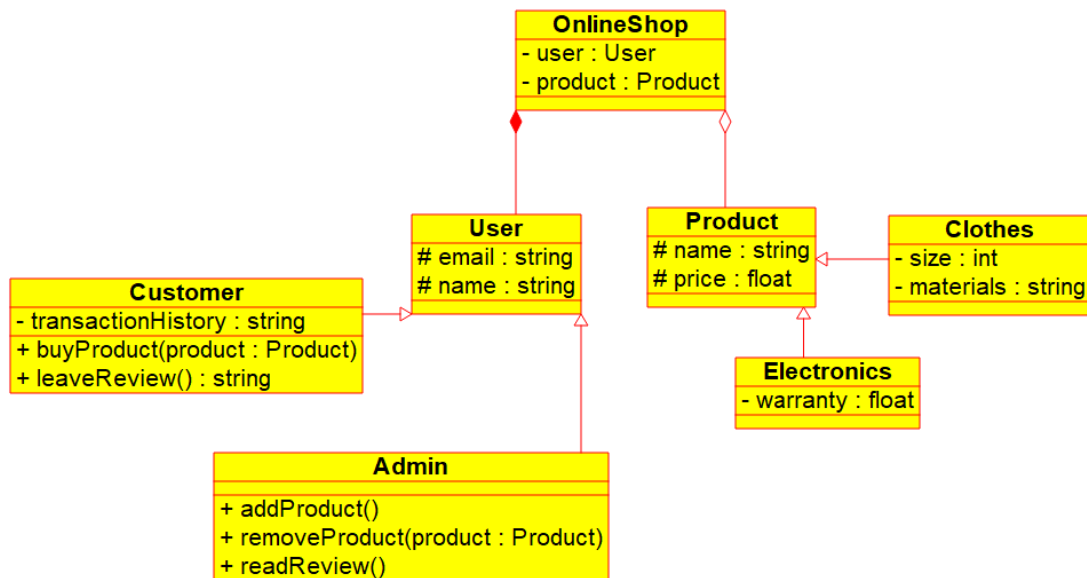 OnlineShop
- user : User
- product : Product
User
# email : string
# name : string
Product
# name : string
# price : float
Clothes
- size : int
- materials : string
Customer
- transactionHistory : string
+ buyProduct(product : Product)
+ leaveReview() : string
Electronics
- warranty : float
Admin
+ addProduct()
+ removeProduct(product : Product)
+ readReview()